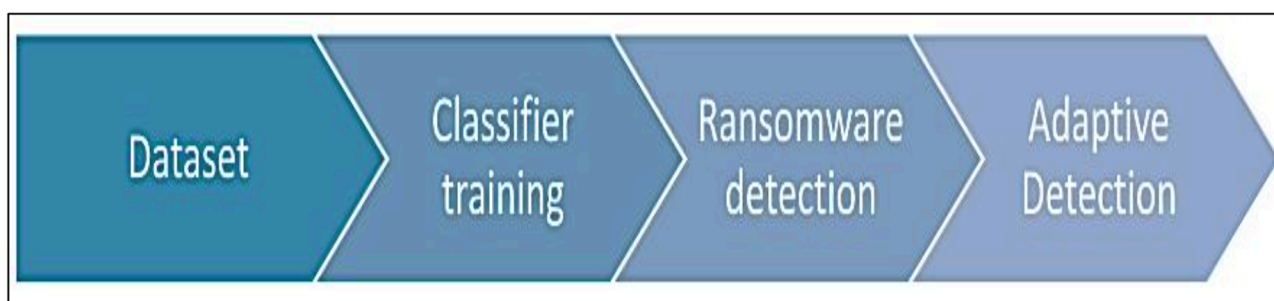 Dataset
Classifier
training
Ransomware
detection
Adaptive
Detection